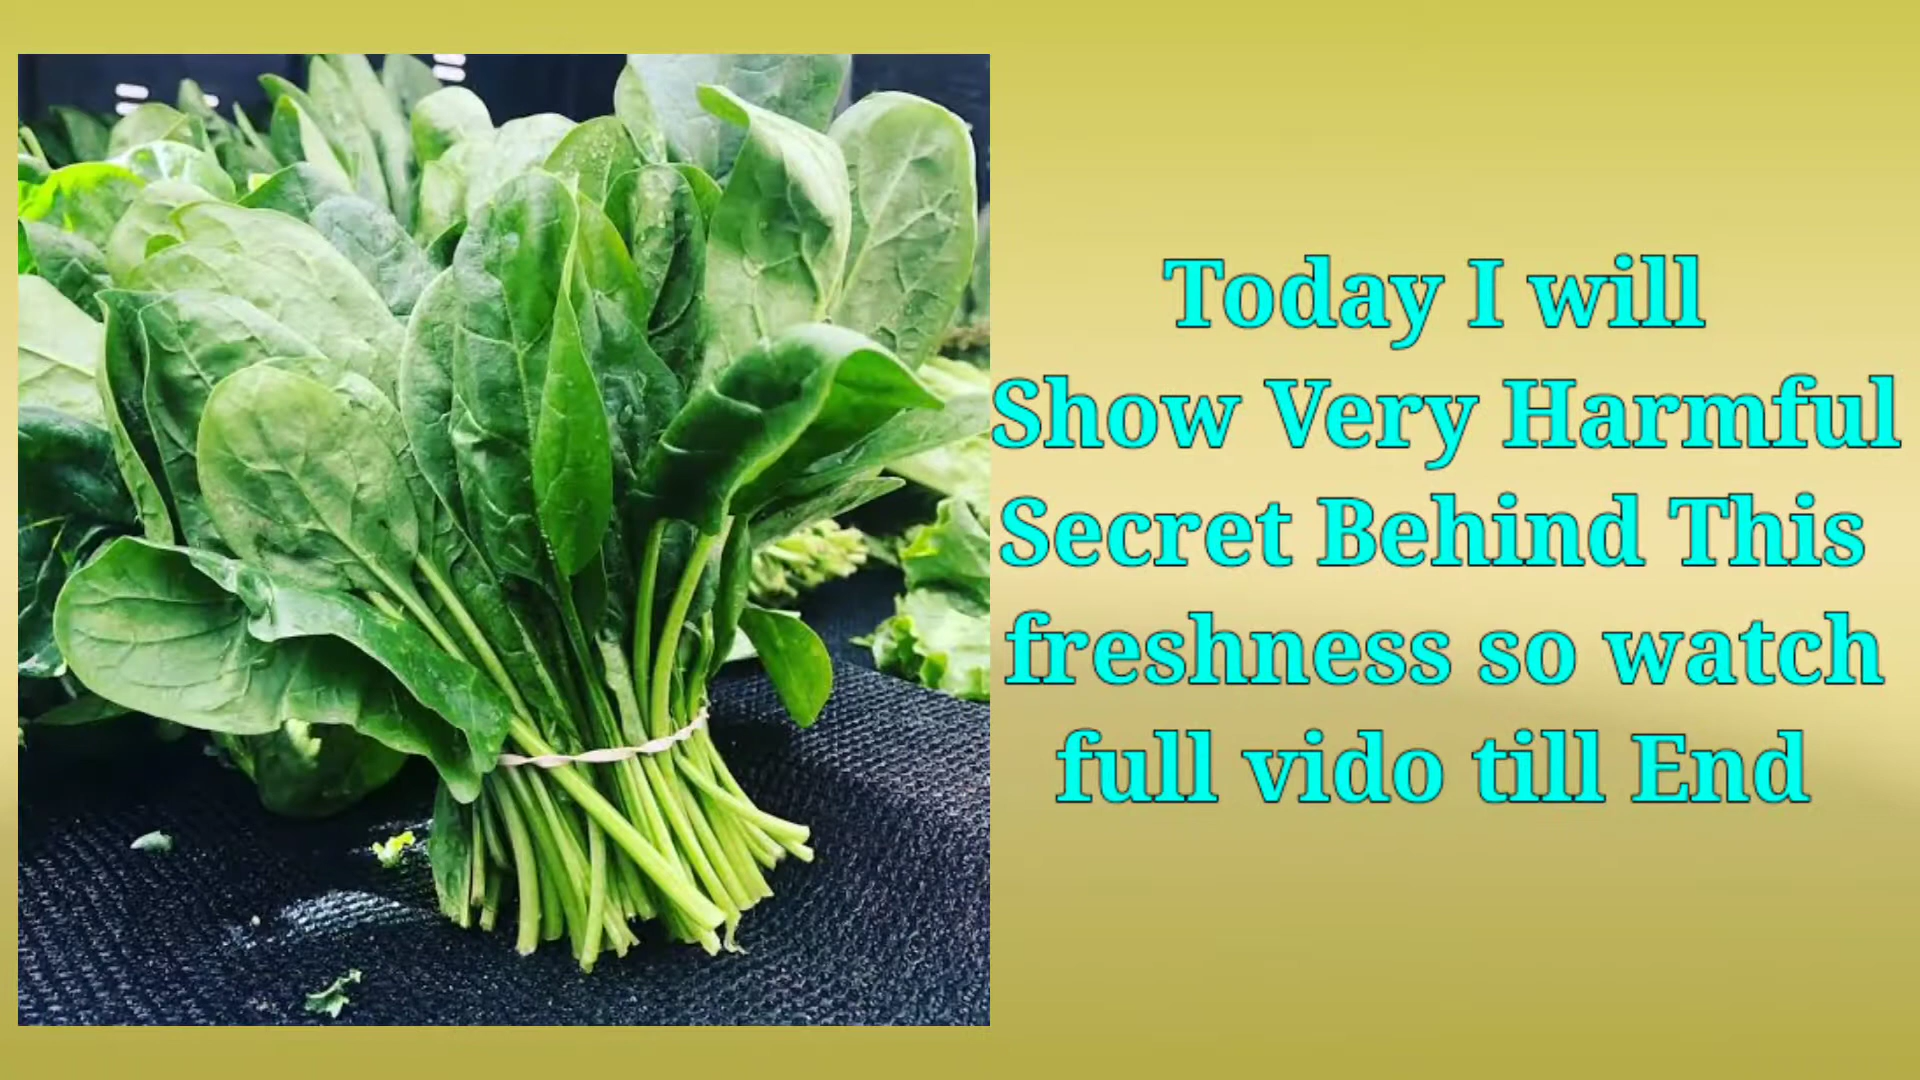 Today I will
Show Very Harmful
Secret Behind This
freshness so watch
full vido till End